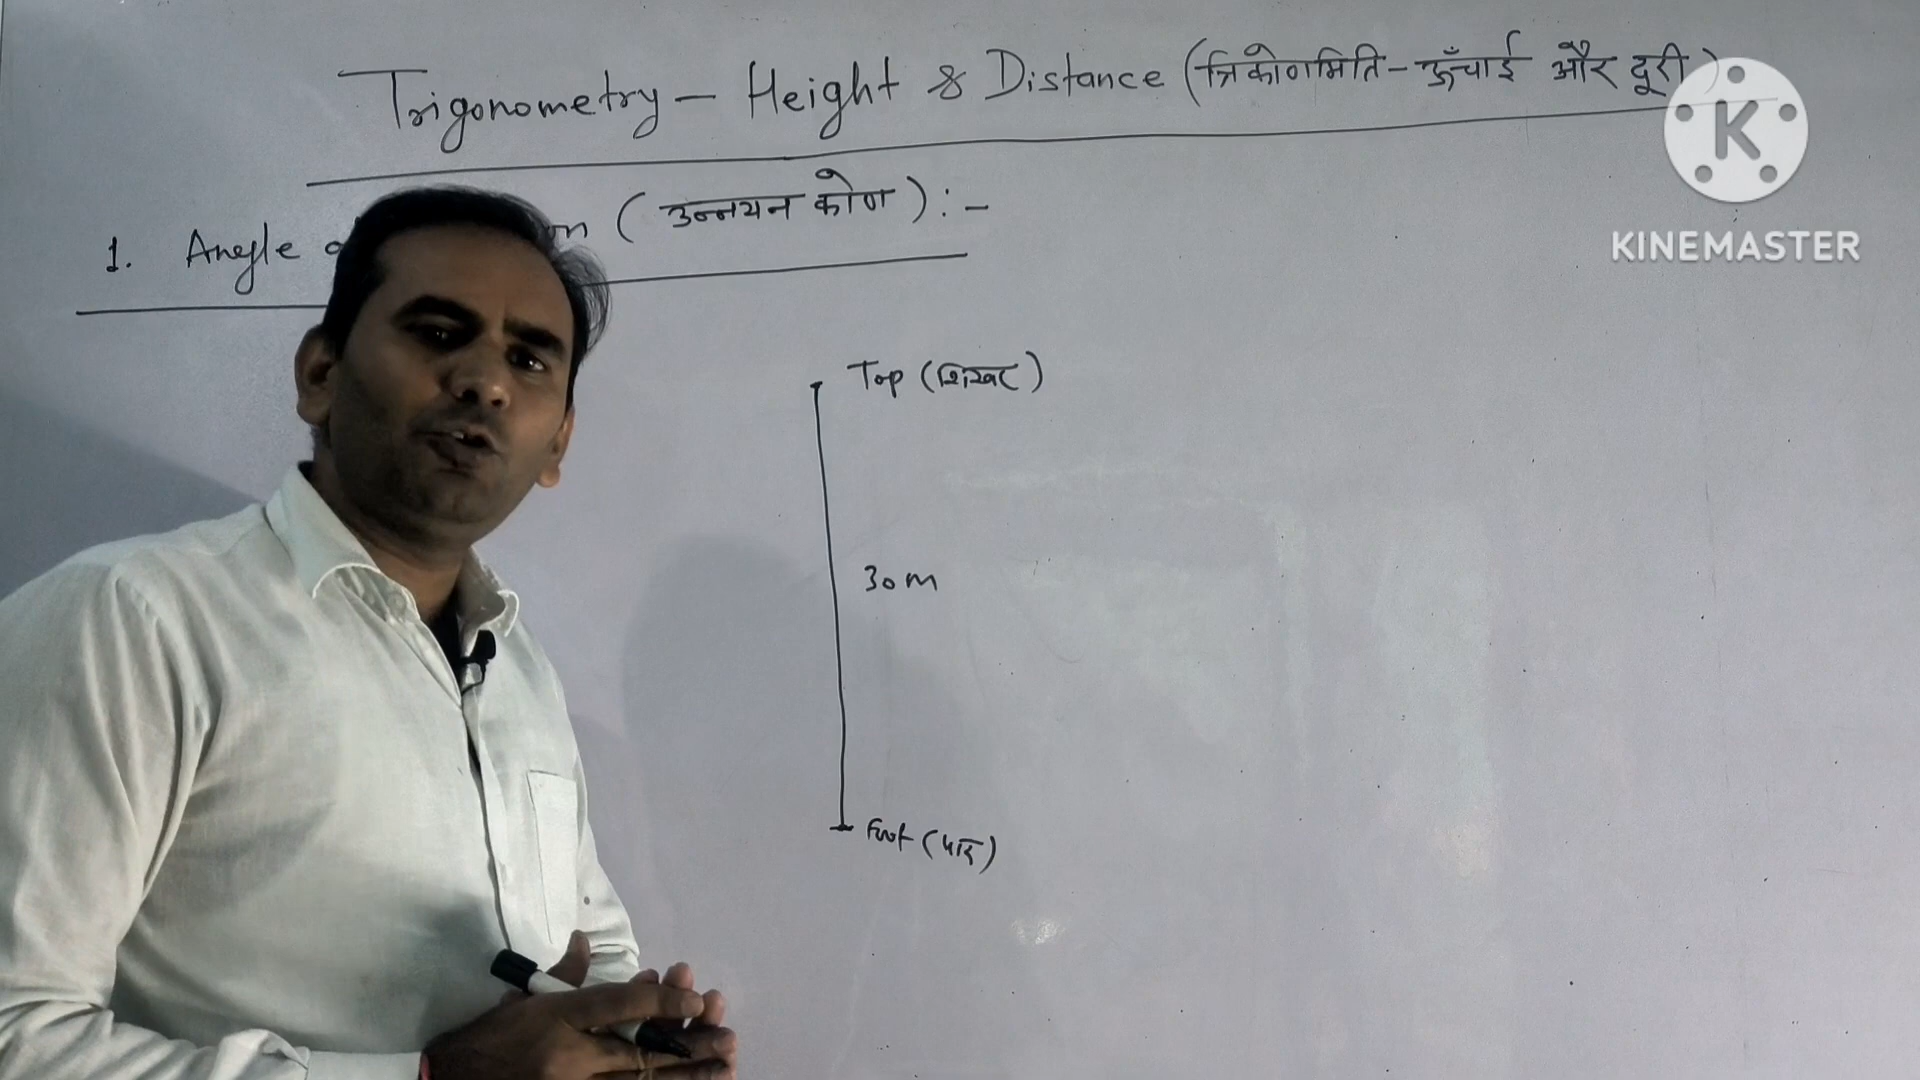 Trigonometry - Height & Distance (त्रिकोणमिति - ऊँचाई और दूरी)
K
KINEMASTER
1. Angle (उन्नयन कोण) :-
Top (शिखर)
30 m
Foot (पाद)